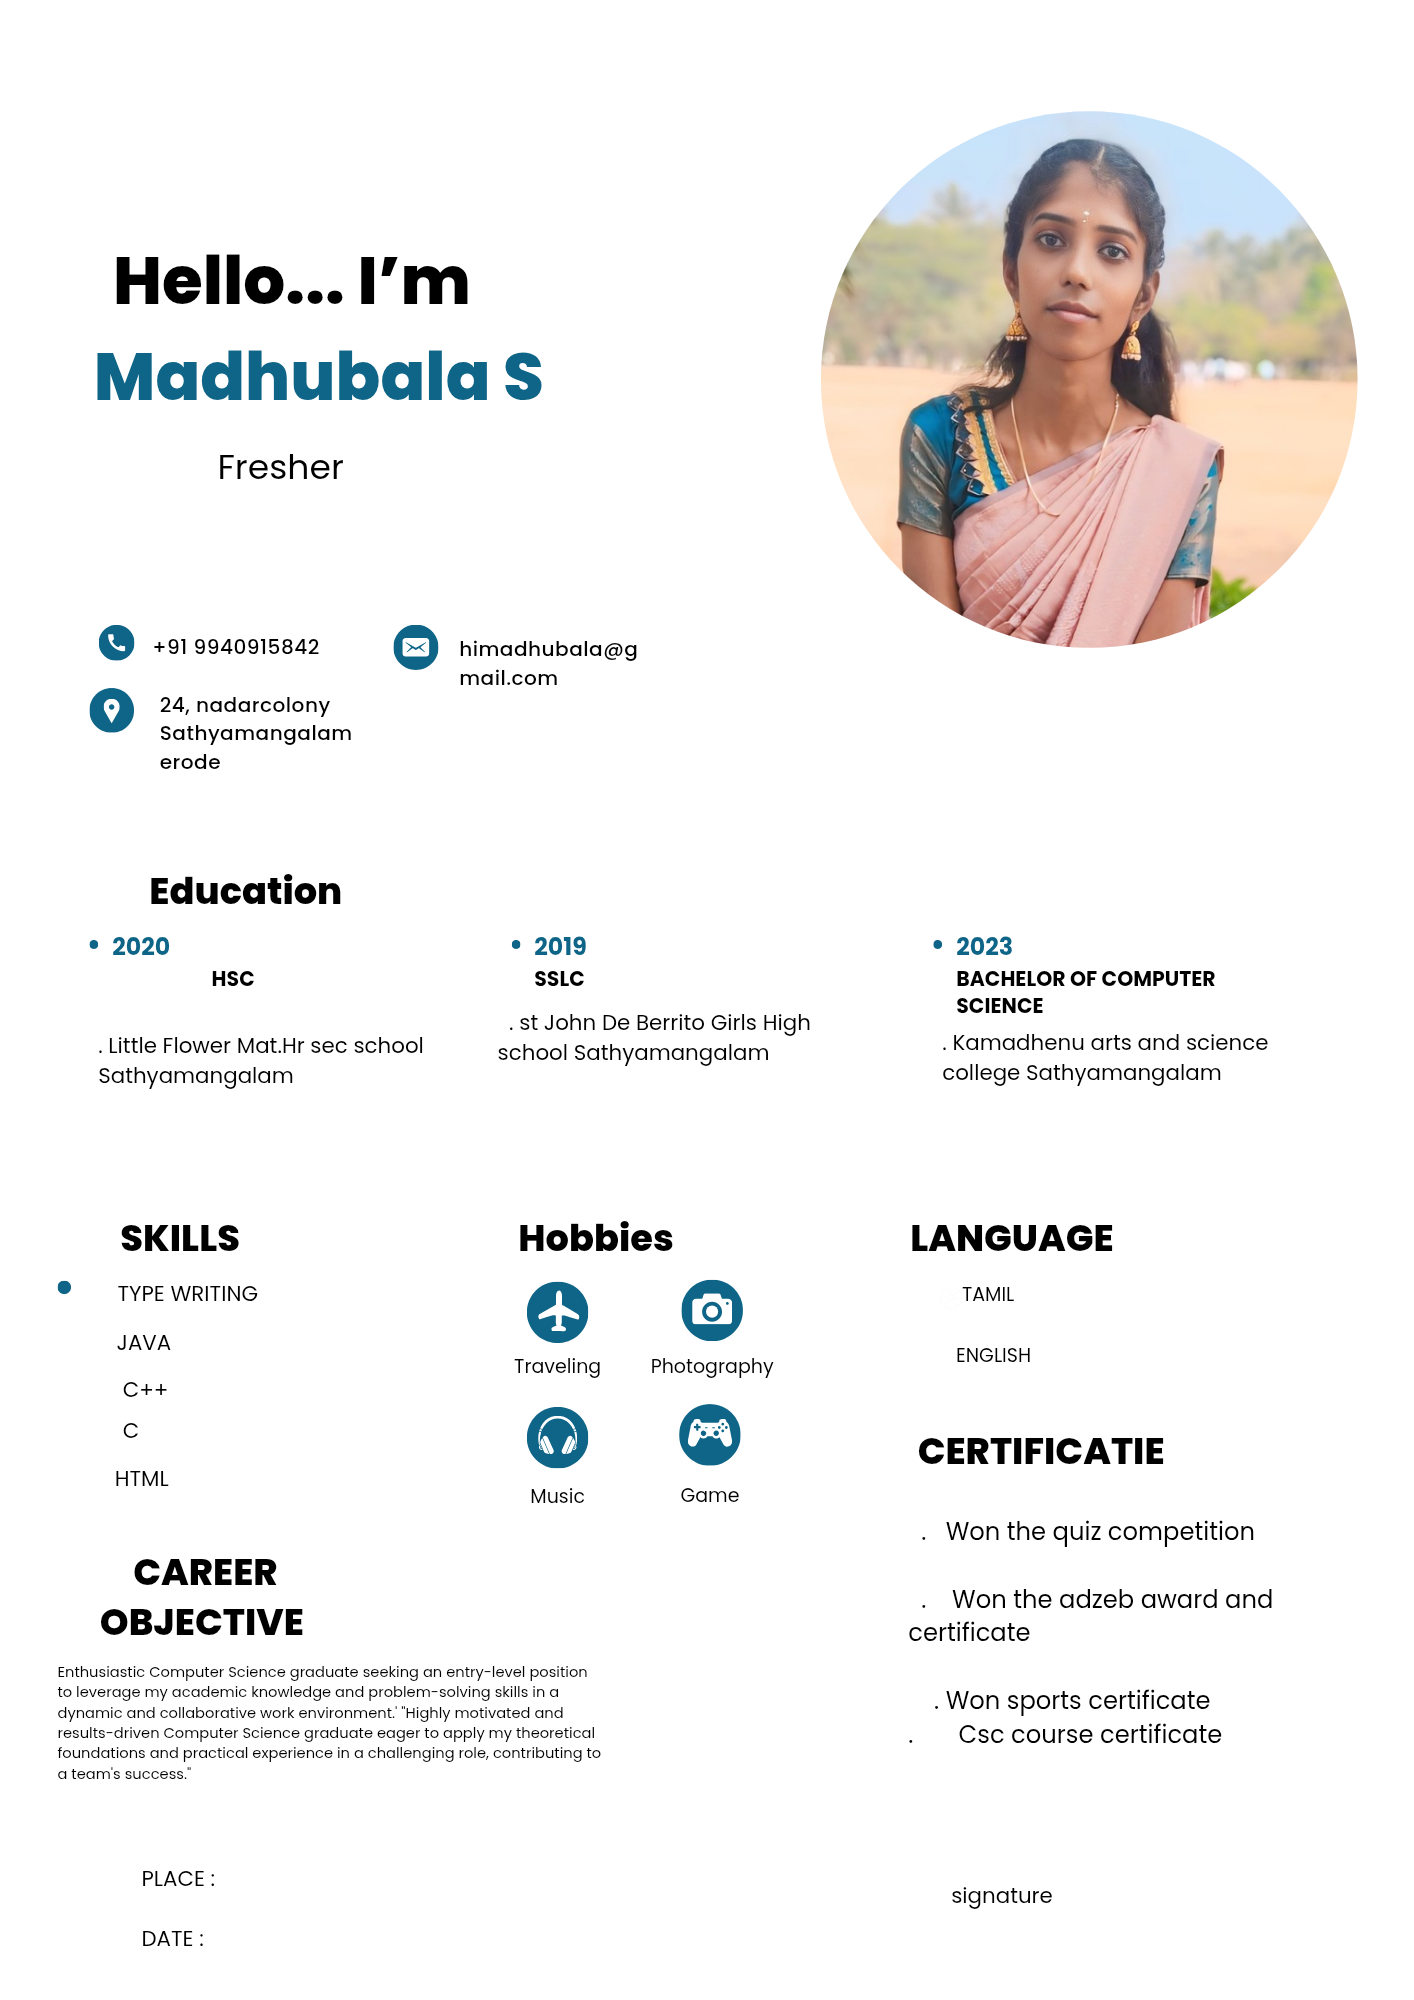 Hello... I’m
Madhubala S
Fresher
+91 9940915842
himadhubala@g
mail.com
24, nadarcolony
Sathyamangalam
erode
Education
2020
HSC
. Little Flower Mat.Hr sec school
Sathyamangalam
2019
SSLC
. st John De Berrito Girls High
school Sathyamangalam
2023
BACHELOR OF COMPUTER
SCIENCE
. Kamadhenu arts and science
college Sathyamangalam
SKILLS
TYPE WRITING
JAVA
C++
C
HTML
Hobbies
Traveling
Photography
Music
Game
LANGUAGE
TAMIL
ENGLISH
CERTIFICATIE
. Won the quiz competition
. Won the adzeb award and
certificate
. Won sports certificate
. Csc course certificate
CAREER
OBJECTIVE
Enthusiastic Computer Science graduate seeking an entry-level position
to leverage my academic knowledge and problem-solving skills in a
dynamic and collaborative work environment.' "Highly motivated and
results-driven Computer Science graduate eager to apply my theoretical
foundations and practical experience in a challenging role, contributing to
a team's success."
PLACE :
DATE :
signature